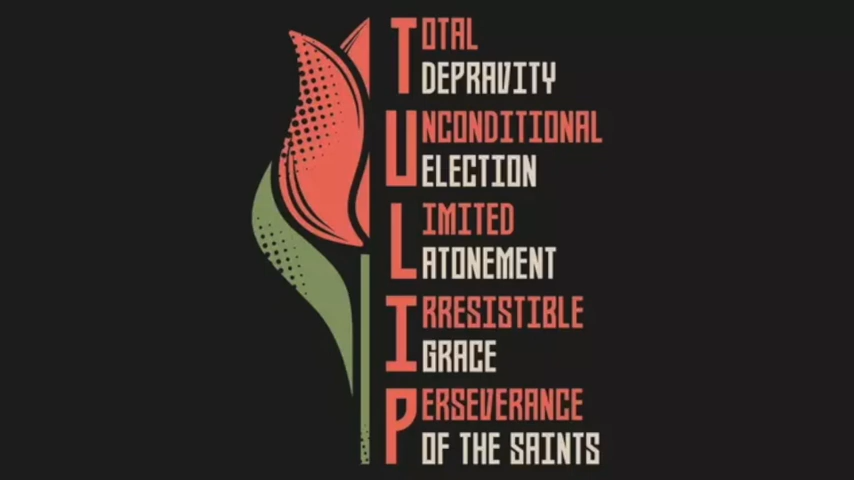 TOTAL
DEPRAVITY
UNCONDITIONAL
ELECTION
LIMITED
ATONEMENT
IRRESISTIBLE
GRACE
PERSEVERANCE
OF THE SAINTS